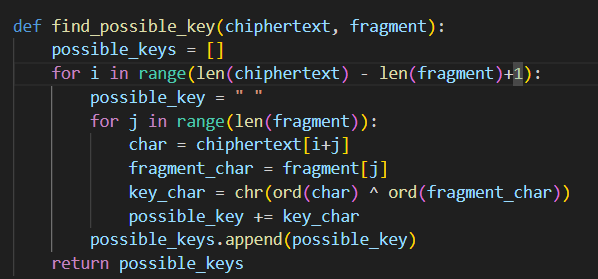 def find_possible_key(chiphertext, fragment):
    possible_keys = []
    for i in range(len(chiphertext) - len(fragment)+1):
        possible_key = " "
        for j in range(len(fragment)):
            char = chiphertext[i+j]
            fragment_char = fragment[j]
            key_char = chr(ord(char) ^ ord(fragment_char))
            possible_key += key_char
        possible_keys.append(possible_key)
    return possible_keys